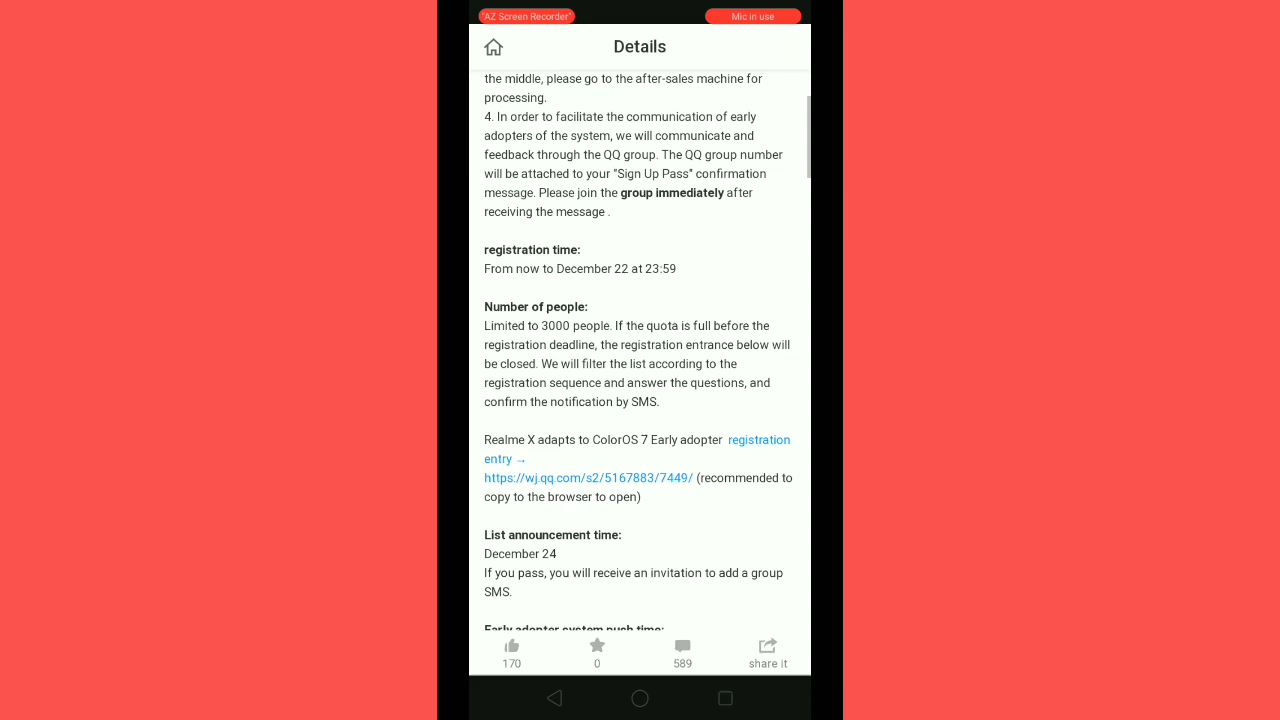 "AZ Screen Recorder"
Mic in use
Details
the middle, please go to the after-sales machine for
processing.
4. In order to facilitate the communication of early
adopters of the system, we will communicate and
feedback through the QQ group. The QQ group number
will be attached to your "Sign Up Pass" confirmation
message. Please join the group immediately after
receiving the message .
registration time:
From now to December 22 at 23:59
Number of people:
Limited to 3000 people. If the quota is full before the
registration deadline, the registration entrance below will
be closed. We will filter the list according to the
registration sequence and answer the questions, and
confirm the notification by SMS.
Realme X adapts to ColorOS 7 Early adopter registration
entry →
https://wj.qq.com/s2/5167883/7449/ (recommended to
copy to the browser to open)
List announcement time:
December 24
If you pass, you will receive an invitation to add a group
SMS.
Early adopter system push time:
170
0
589
share it